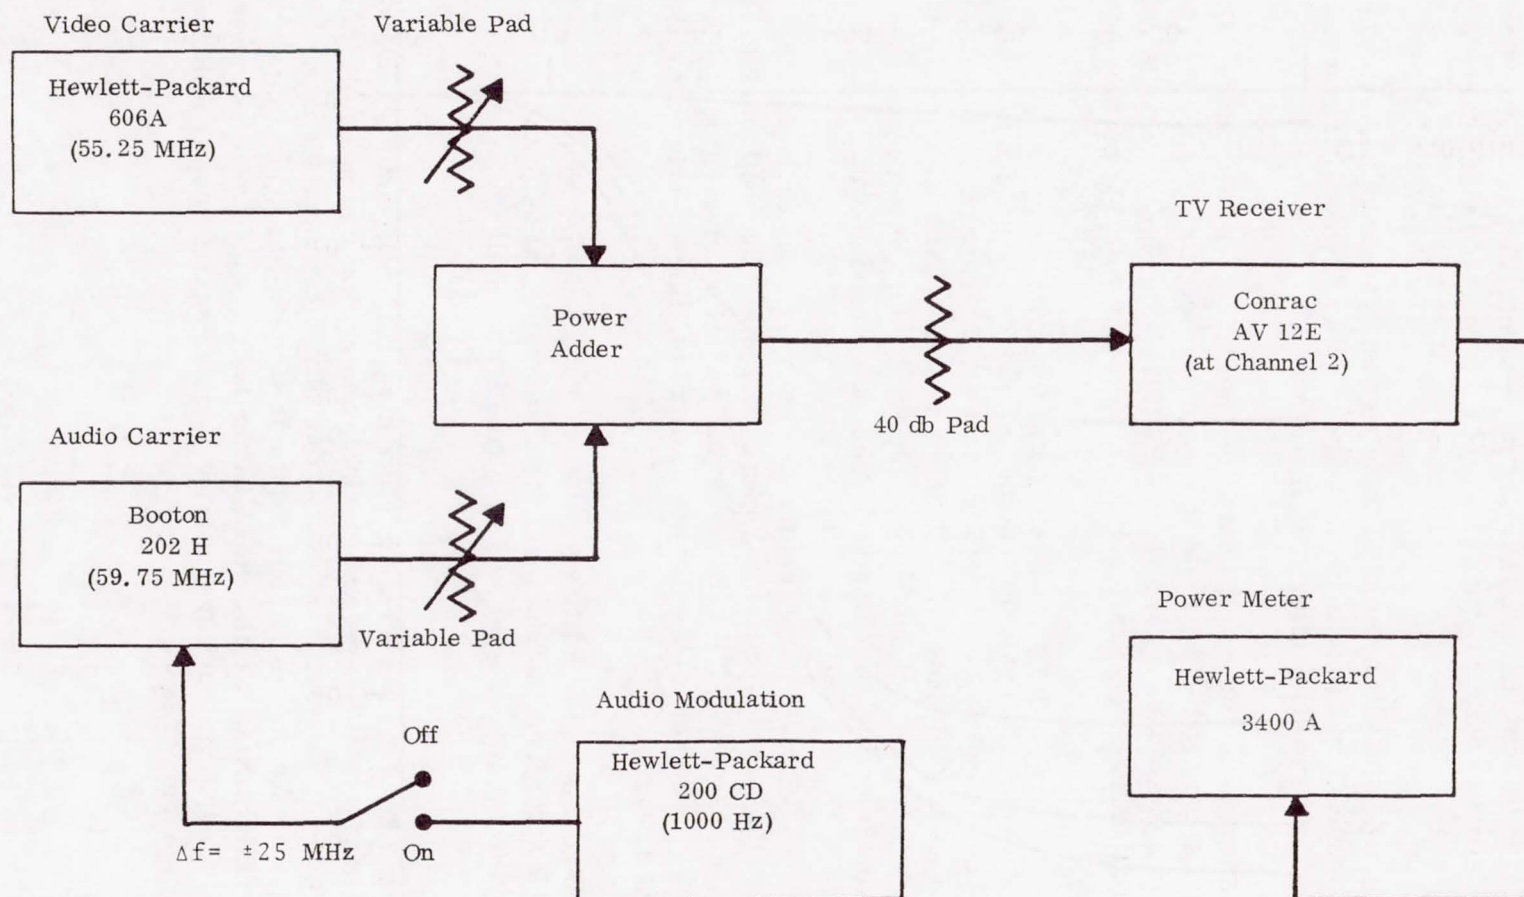 Video Carrier
Hewlett-Packard
606A
(55.25 MHz)
Variable Pad
Power
Adder
40 db Pad
TV Receiver
Conrac
AV 12E
(at Channel 2)
Audio Carrier
Booton
202 H
(59.75 MHz)
Variable Pad
Off
On
Δf= ±25 MHz
Audio Modulation
Hewlett-Packard
200 CD
(1000 Hz)
Power Meter
Hewlett-Packard
3400 A